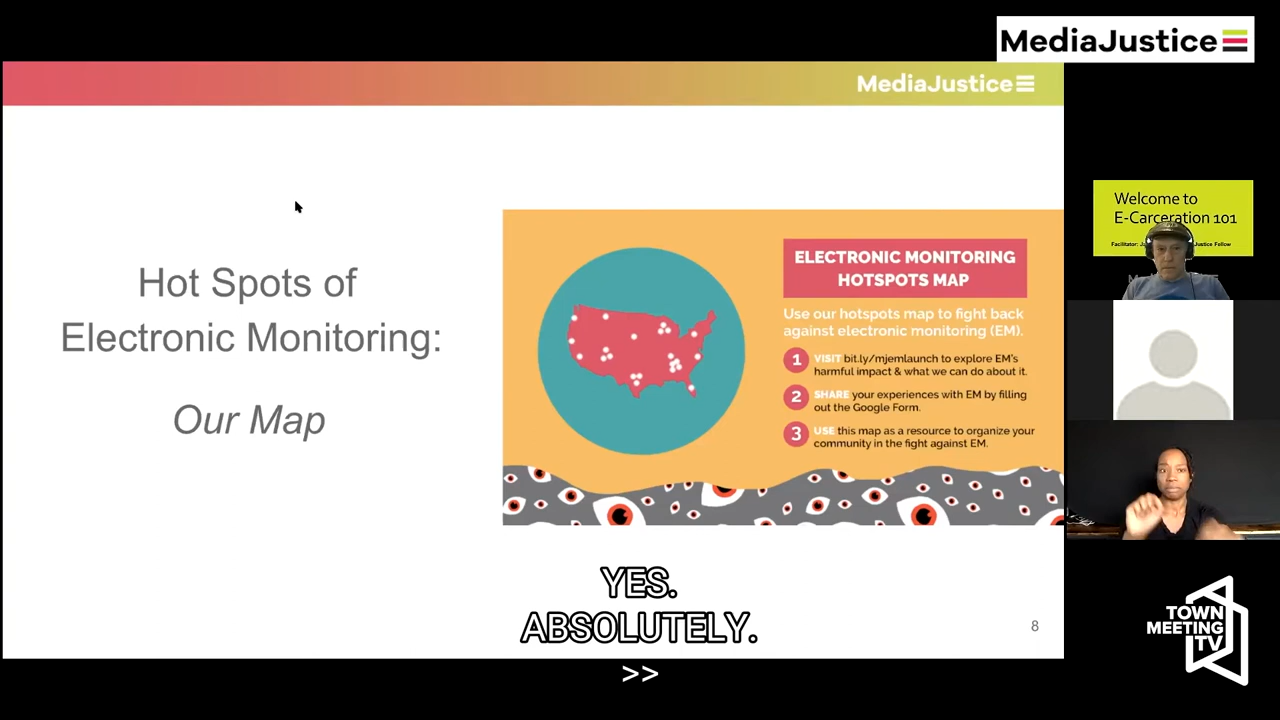 MediaJustice
MediaJustice
Hot Spots of
Electronic Monitoring:
Our Map
ELECTRONIC MONITORING
HOTSPOTS MAP
Use our hotspots map to fight back
against electronic monitoring (EM).
1 VISIT bit.ly/mjemlaunch to explore EM's
harmful impact & what we can do about it.
2 SHARE your experiences with EM by filling
out the Google Form.
3 USE this map as a resource to organize your
community in the fight against EM.
8
Welcome to
E-Carceration 101
Facilitator: Justice Fellow
YES.
ABSOLUTELY.
>>
TOWN
MEETING
TV